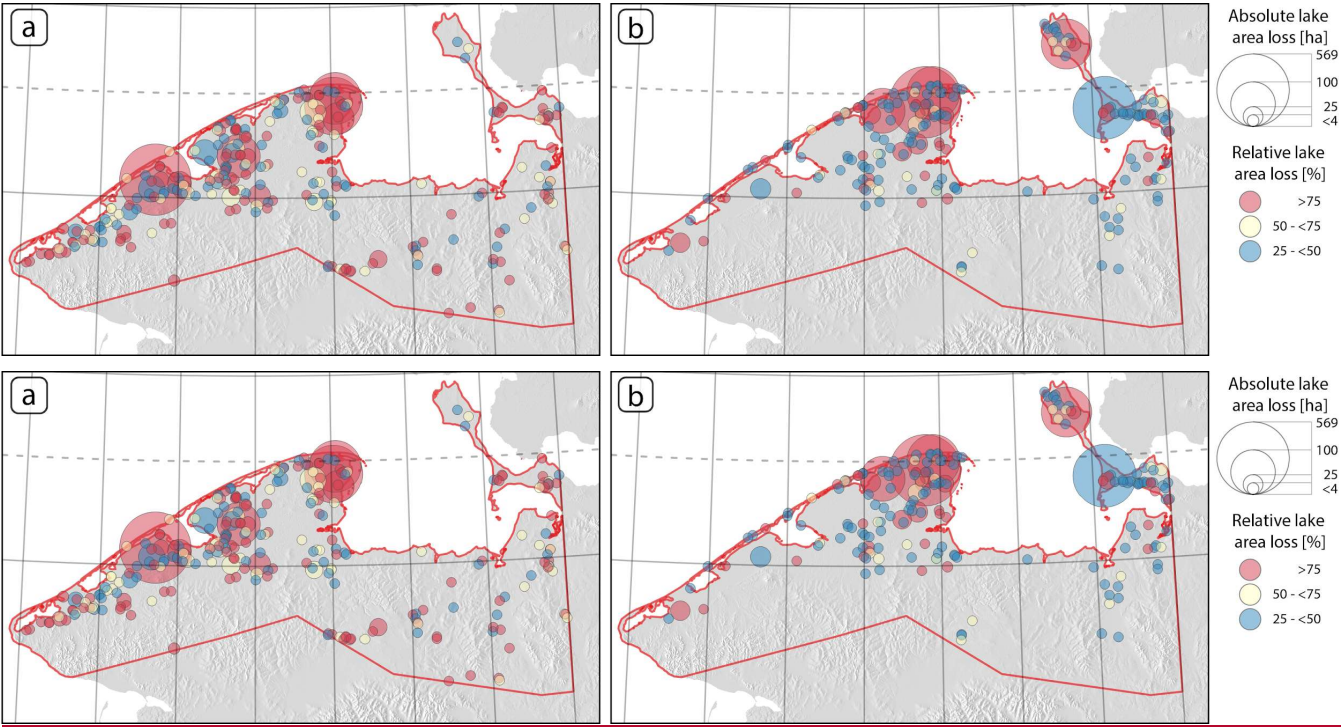 a
b
Absolute lake
area loss [ha]
569
100
25
<4
Relative lake
area loss [%]
>75
50 - <75
25 - <50
a
b
Absolute lake
area loss [ha]
569
100
25
<4
Relative lake
area loss [%]
>75
50 - <75
25 - <50